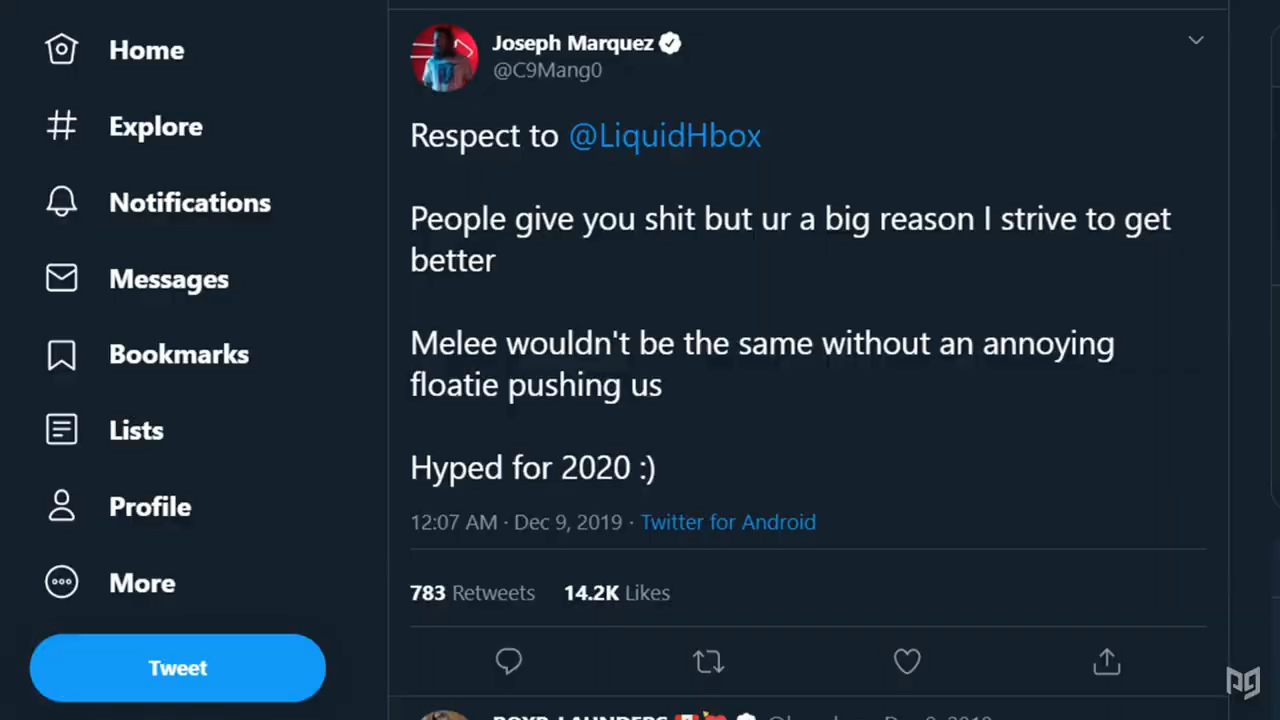 Home
Explore
Notifications
Messages
Bookmarks
Lists
Profile
More
Tweet
Joseph Marquez
@C9Mang0
Respect to @LiquidHbox
People give you shit but ur a big reason I strive to get
better
Melee wouldn't be the same without an annoying
floatie pushing us
Hyped for 2020 :)
12:07 AM · Dec 9, 2019 · Twitter for Android
783 Retweets 14.2K Likes